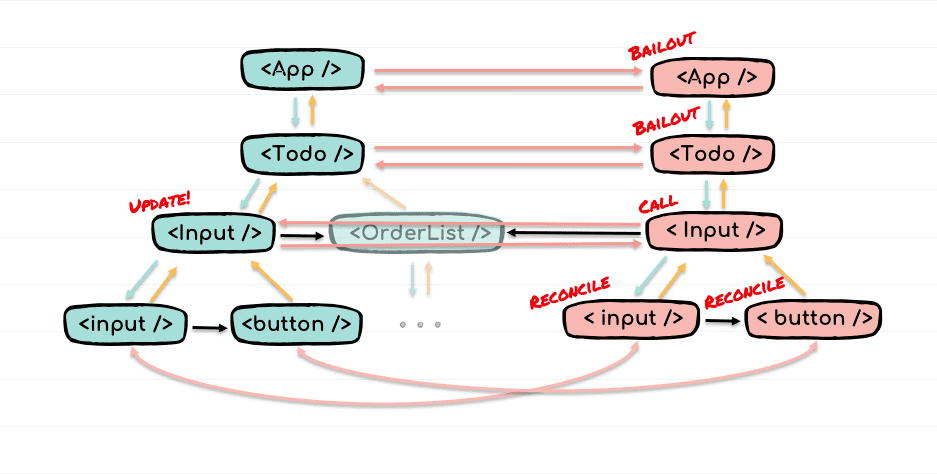 BAILOUT
<App />
<App />
BAILOUT
<Todo />
<Todo />
UPDATE!
CALL
<Input />
<OrderList />
< Input />
RECONCILE
RECONCILE
<input />
<button />
...
< input />
< button />